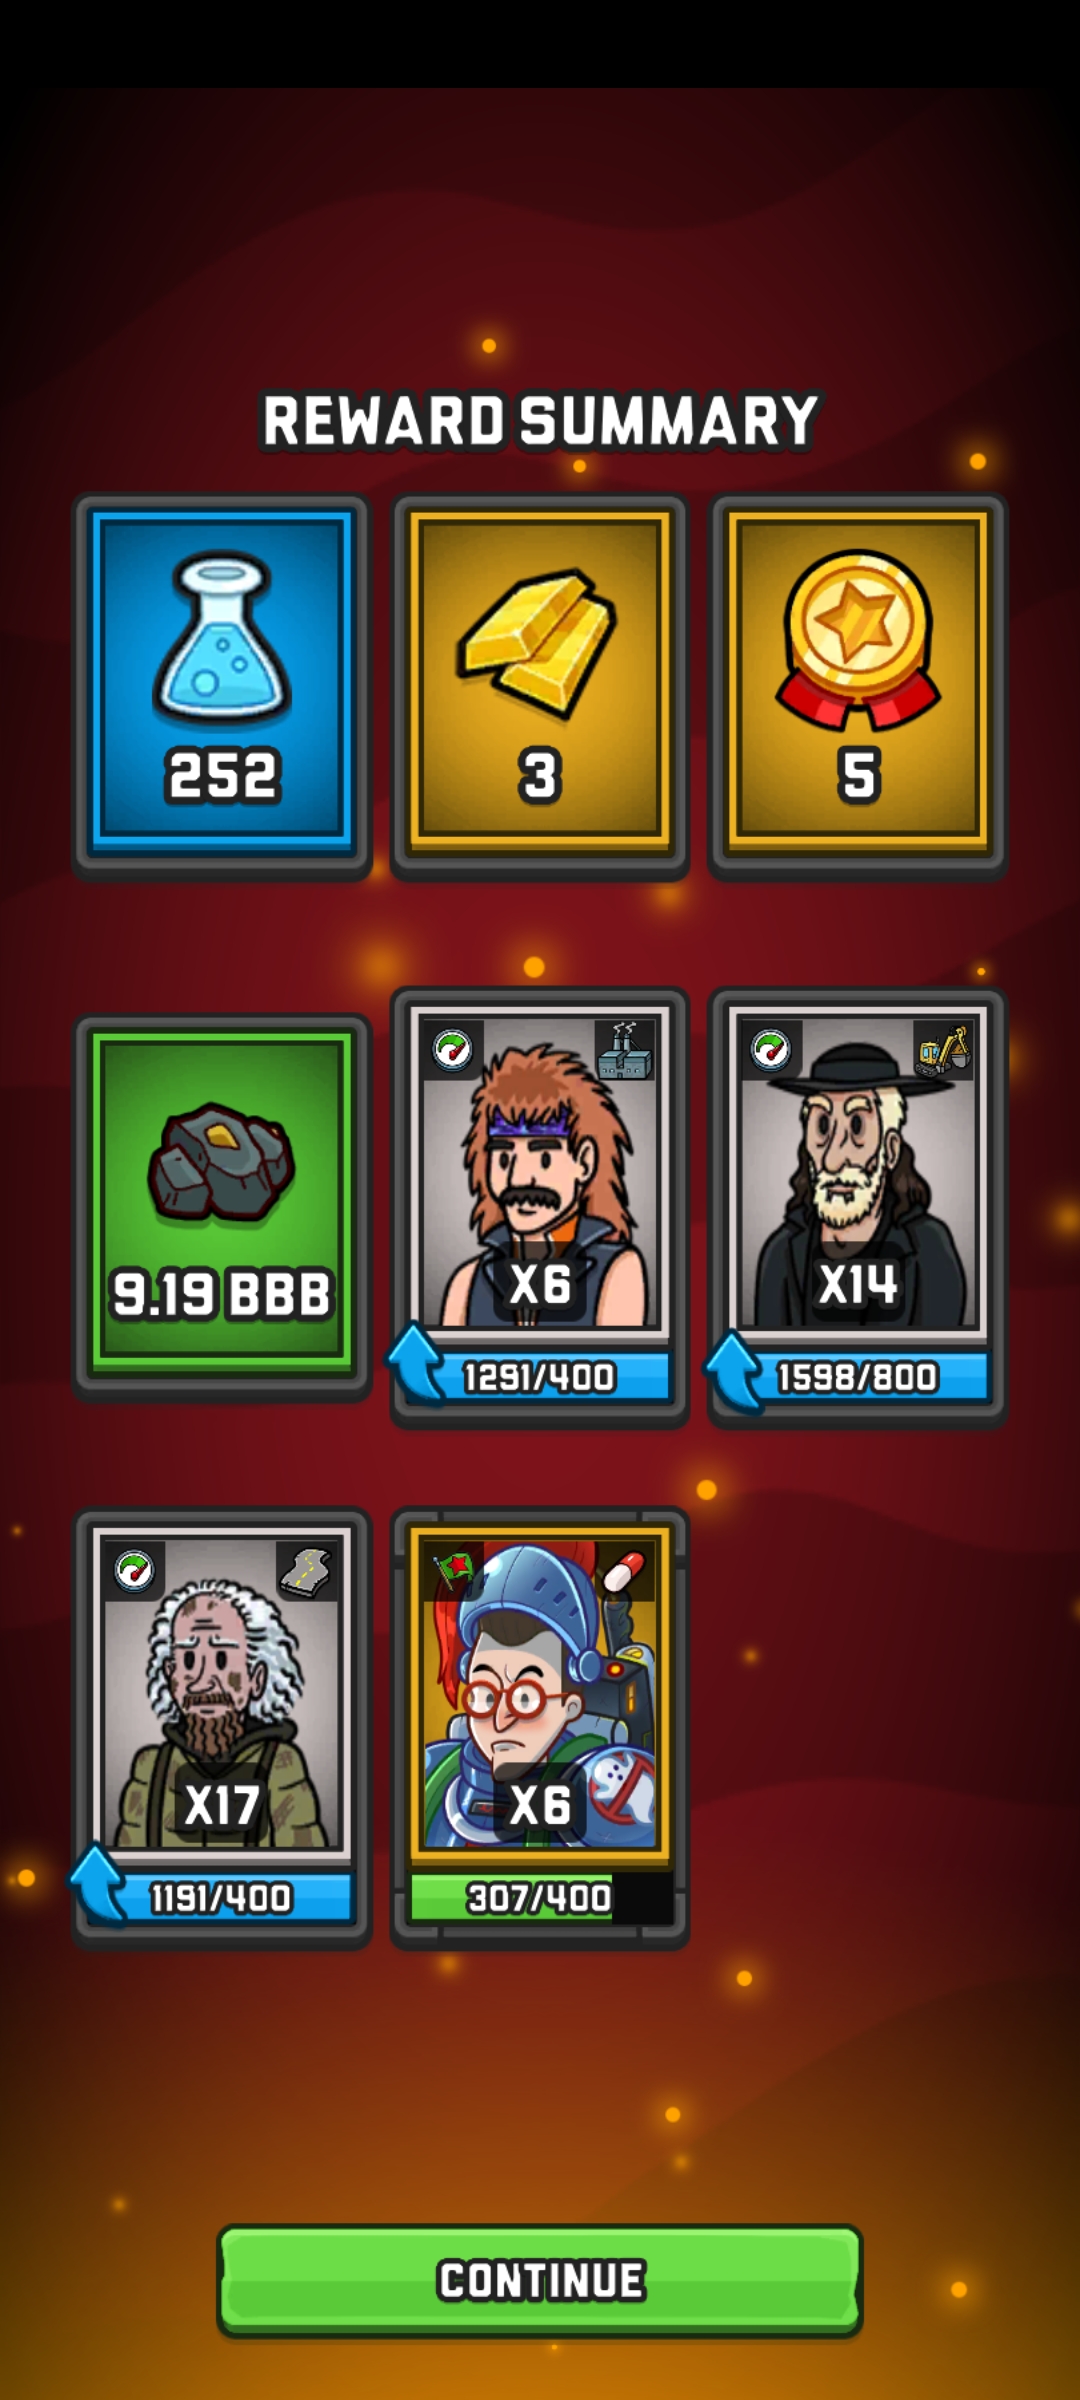 REWARD SUMMARY
252
3
5
9.19 BBB
X6
1291/400
X14
1598/800
X17
1191/400
X6
307/400
CONTINUE